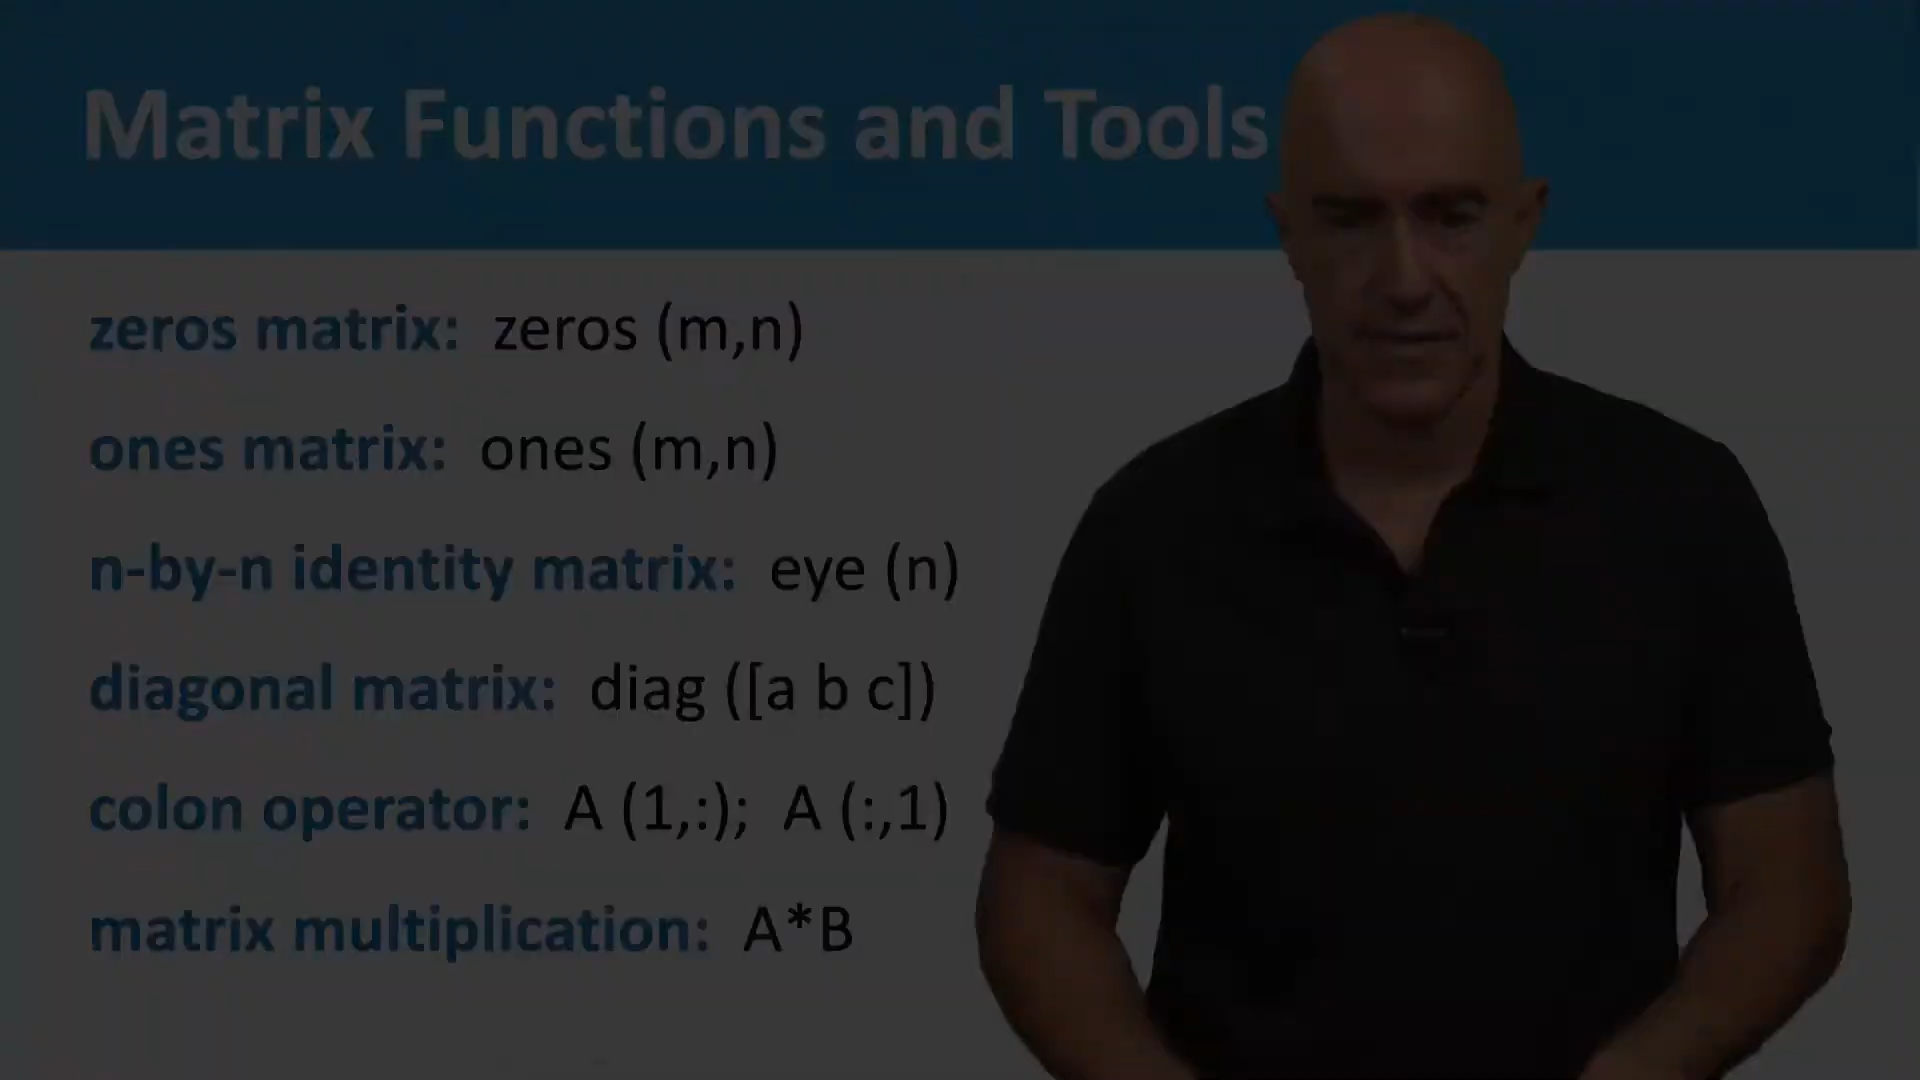 Matrix Functions and Tools
zeros matrix: zeros (m,n)
ones matrix: ones (m,n)
n-by-n identity matrix: eye (n)
diagonal matrix: diag ([a b c])
colon operator: A (1,:); A (:,1)
matrix multiplication: A*B